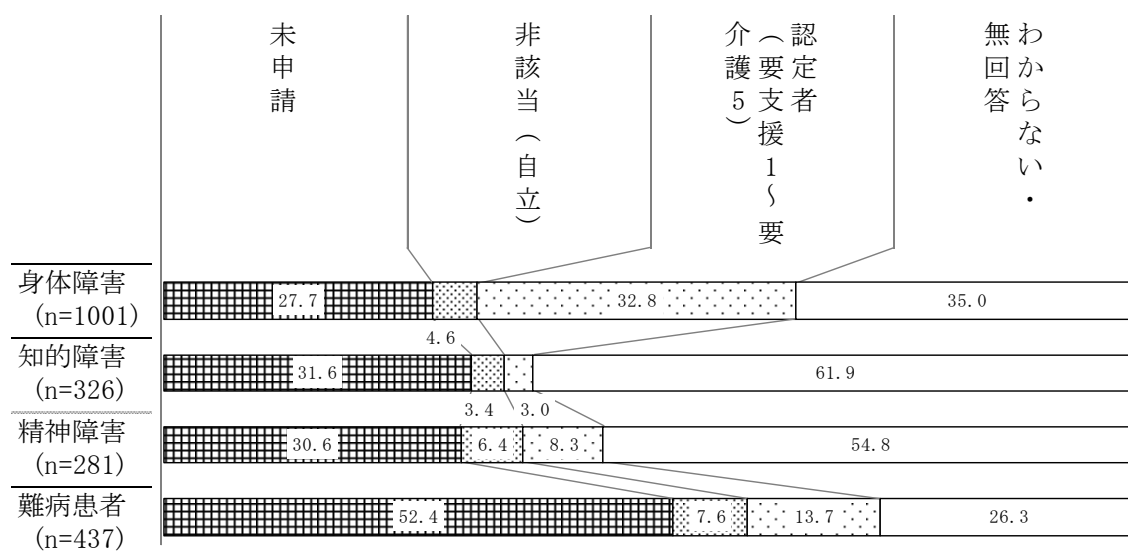 未申請
非該当（自立）
認定者
（要支援１～要
介護５）
わからない・
無回答
身体障害
(n=1001)
27.7
4.6
32.8
35.0
知的障害
(n=326)
31.6
3.4
3.0
61.9
精神障害
(n=281)
30.6
6.4
8.3
54.8
難病患者
(n=437)
52.4
7.6
13.7
26.3